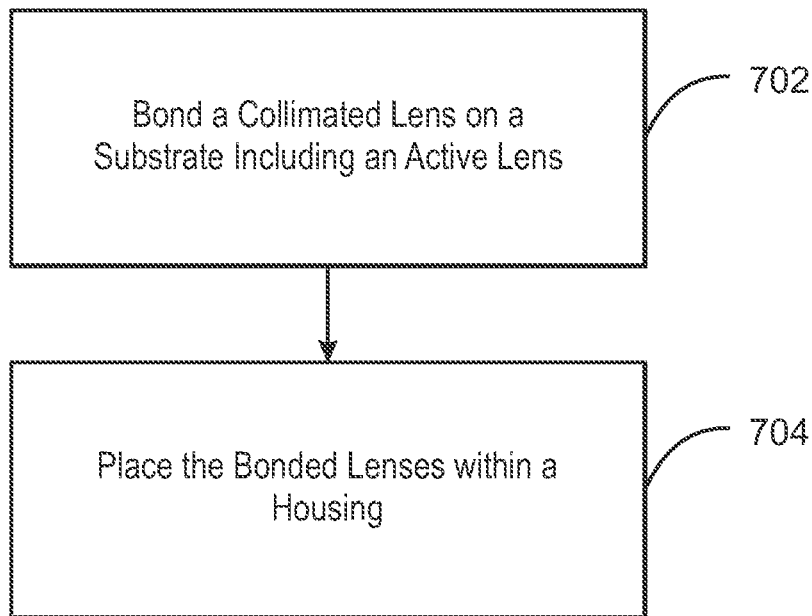 Bond a Collimated Lens on a
Substrate Including an Active Lens
702
Place the Bonded Lenses within a
Housing
704